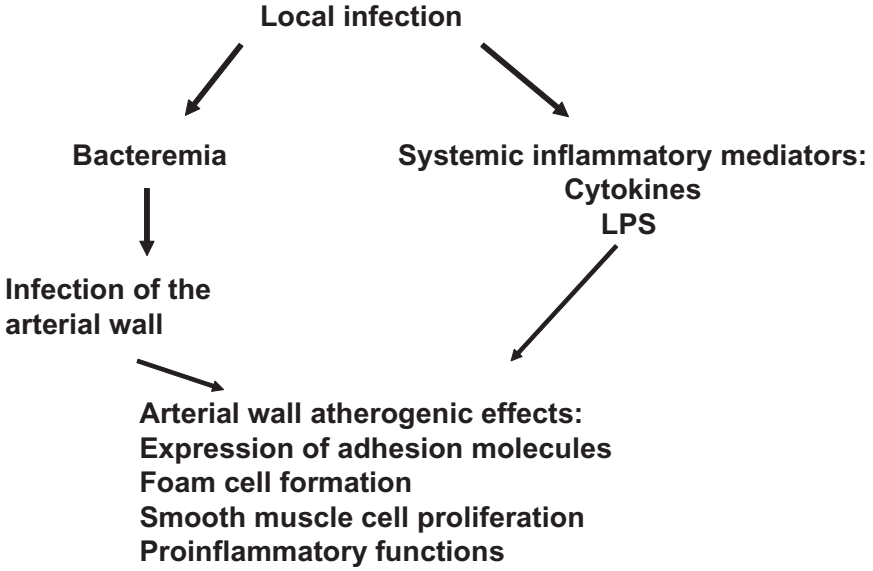 Local infection
Bacteremia
Systemic inflammatory mediators:
Cytokines
LPS
Infection of the
arterial wall
Arterial wall atherogenic effects:
Expression of adhesion molecules
Foam cell formation
Smooth muscle cell proliferation
Proinflammatory functions